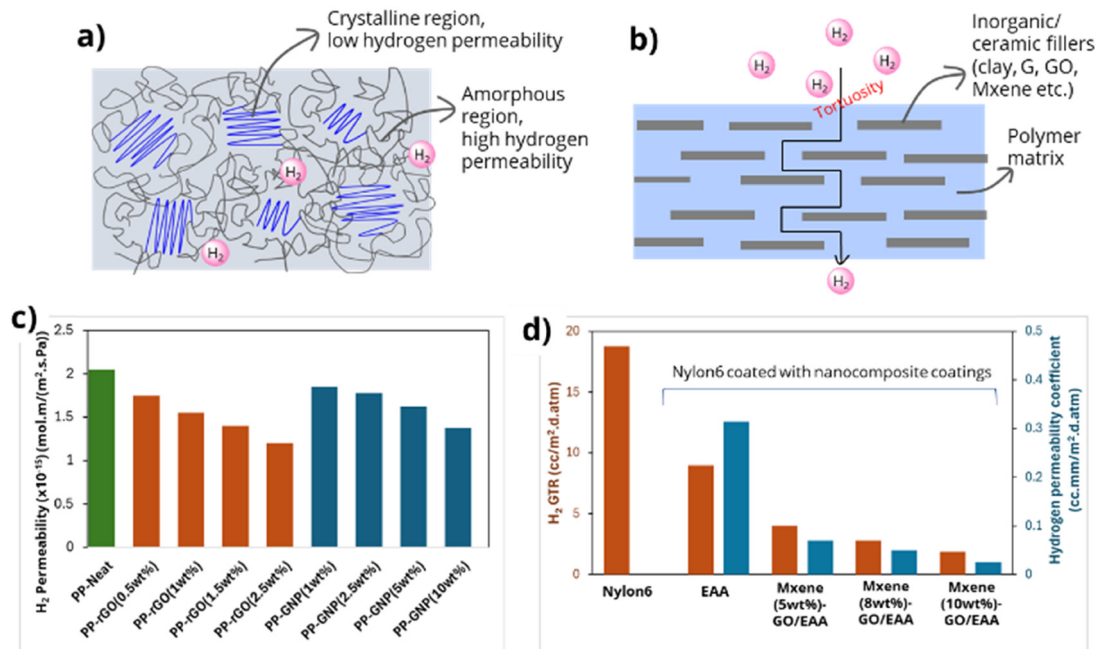 a)
Crystalline region,
low hydrogen permeability
Amorphous
region,
high hydrogen
permeability
H₂
H₂
H₂
b)
H₂
H₂
H₂
H₂
Tortuosity
Inorganic/
ceramic fillers
(clay, G, GO,
Mxene etc.)
Polymer
matrix
H₂
c)
H₂ Permeability (x10⁻¹⁵) (mol.m/(m².s.Pa))
2.5
2
1.5
1
0.5
0
PP-Neat
PP-rGO(0.5wt%)
PP-rGO(1wt%)
PP-rGO(1.5wt%)
PP-rGO(2.5wt%)
PP-GNP(1wt%)
PP-GNP(2.5wt%)
PP-GNP(5wt%)
PP-GNP(10wt%)
d)
H₂ GTR (cc/m².d.atm)
20
15
10
5
0
Nylon6 coated with nanocomposite coatings
0.5
0.4
0.3
0.2
0.1
0
Hydrogen permeability coefficient
(cc.mm/m².d.atm)
Nylon6
EAA
Mxene
(5wt%)-
GO/EAA
Mxene
(8wt%)-
GO/EAA
Mxene
(10wt%)-
GO/EAA